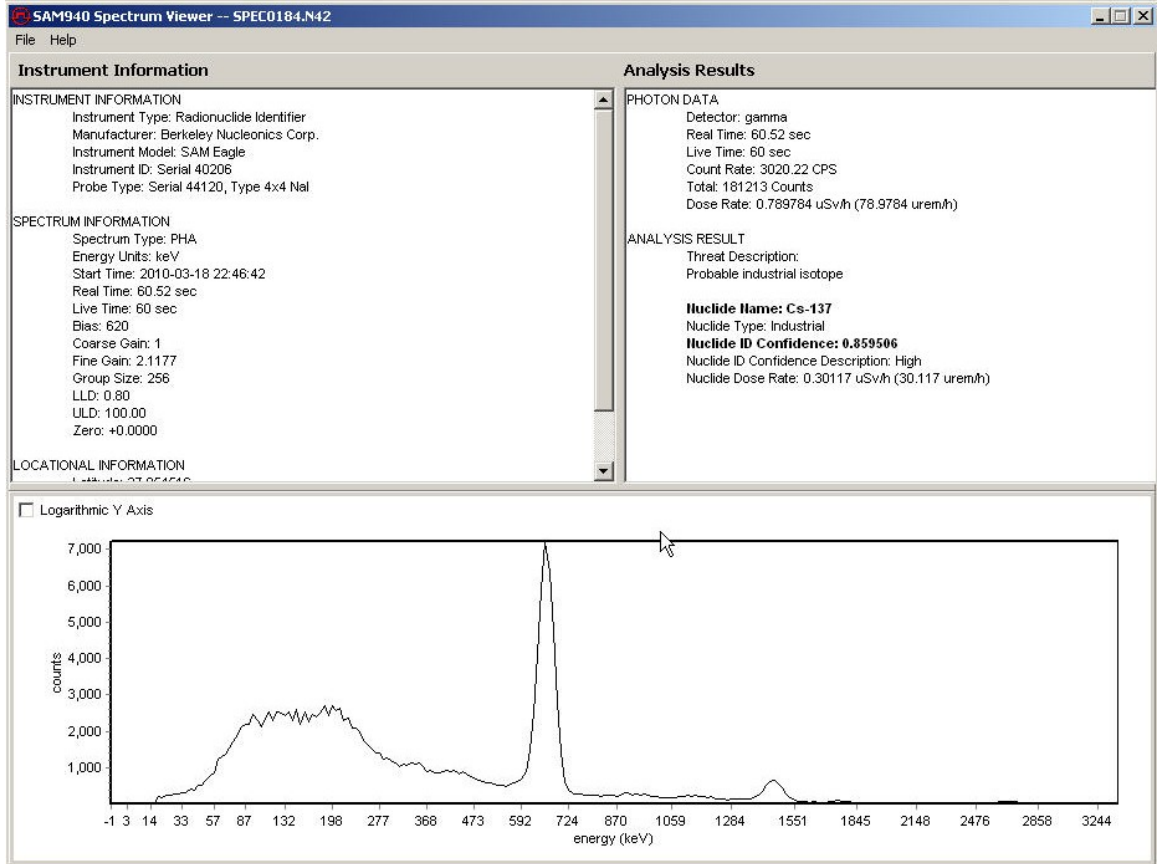 SAM940 Spectrum Viewer -- SPEC0184.N42
File Help
Instrument Information
INSTRUMENT INFORMATION
Instrument Type: Radionuclide Identifier
Manufacturer: Berkeley Nucleonics Corp.
Instrument Model: SAM Eagle
Instrument ID: Serial 40206
Probe Type: Serial 44120, Type 4x4 NaI
SPECTRUM INFORMATION
Spectrum Type: PHA
Energy Units: keV
Start Time: 2010-03-18 22:46:42
Real Time: 60.52 sec
Live Time: 60 sec
Bias: 620
Coarse Gain: 1
Fine Gain: 2.1177
Group Size: 256
LLD: 0.80
ULD: 100.00
Zero: +0.0000
LOCATIONAL INFORMATION
Analysis Results
PHOTON DATA
Detector: gamma
Real Time: 60.52 sec
Live Time: 60 sec
Count Rate: 3020.22 CPS
Total: 181213 Counts
Dose Rate: 0.789784 uSv/h (78.9784 urem/h)
ANALYSIS RESULT
Threat Description:
Probable industrial isotope
Nuclide Name: Cs-137
Nuclide Type: Industrial
Nuclide ID Confidence: 0.859506
Nuclide ID Confidence Description: High
Nuclide Dose Rate: 0.30117 uSv/h (30.117 urem/h)
Logarithmic Y Axis
7,000
6,000
5,000
4,000
3,000
2,000
1,000
counts
-1 3 14 33 57 87 132 198 277 368 473 592 724 870 1059 1284 1551 1845 2148 2476 2858 3244
energy (keV)